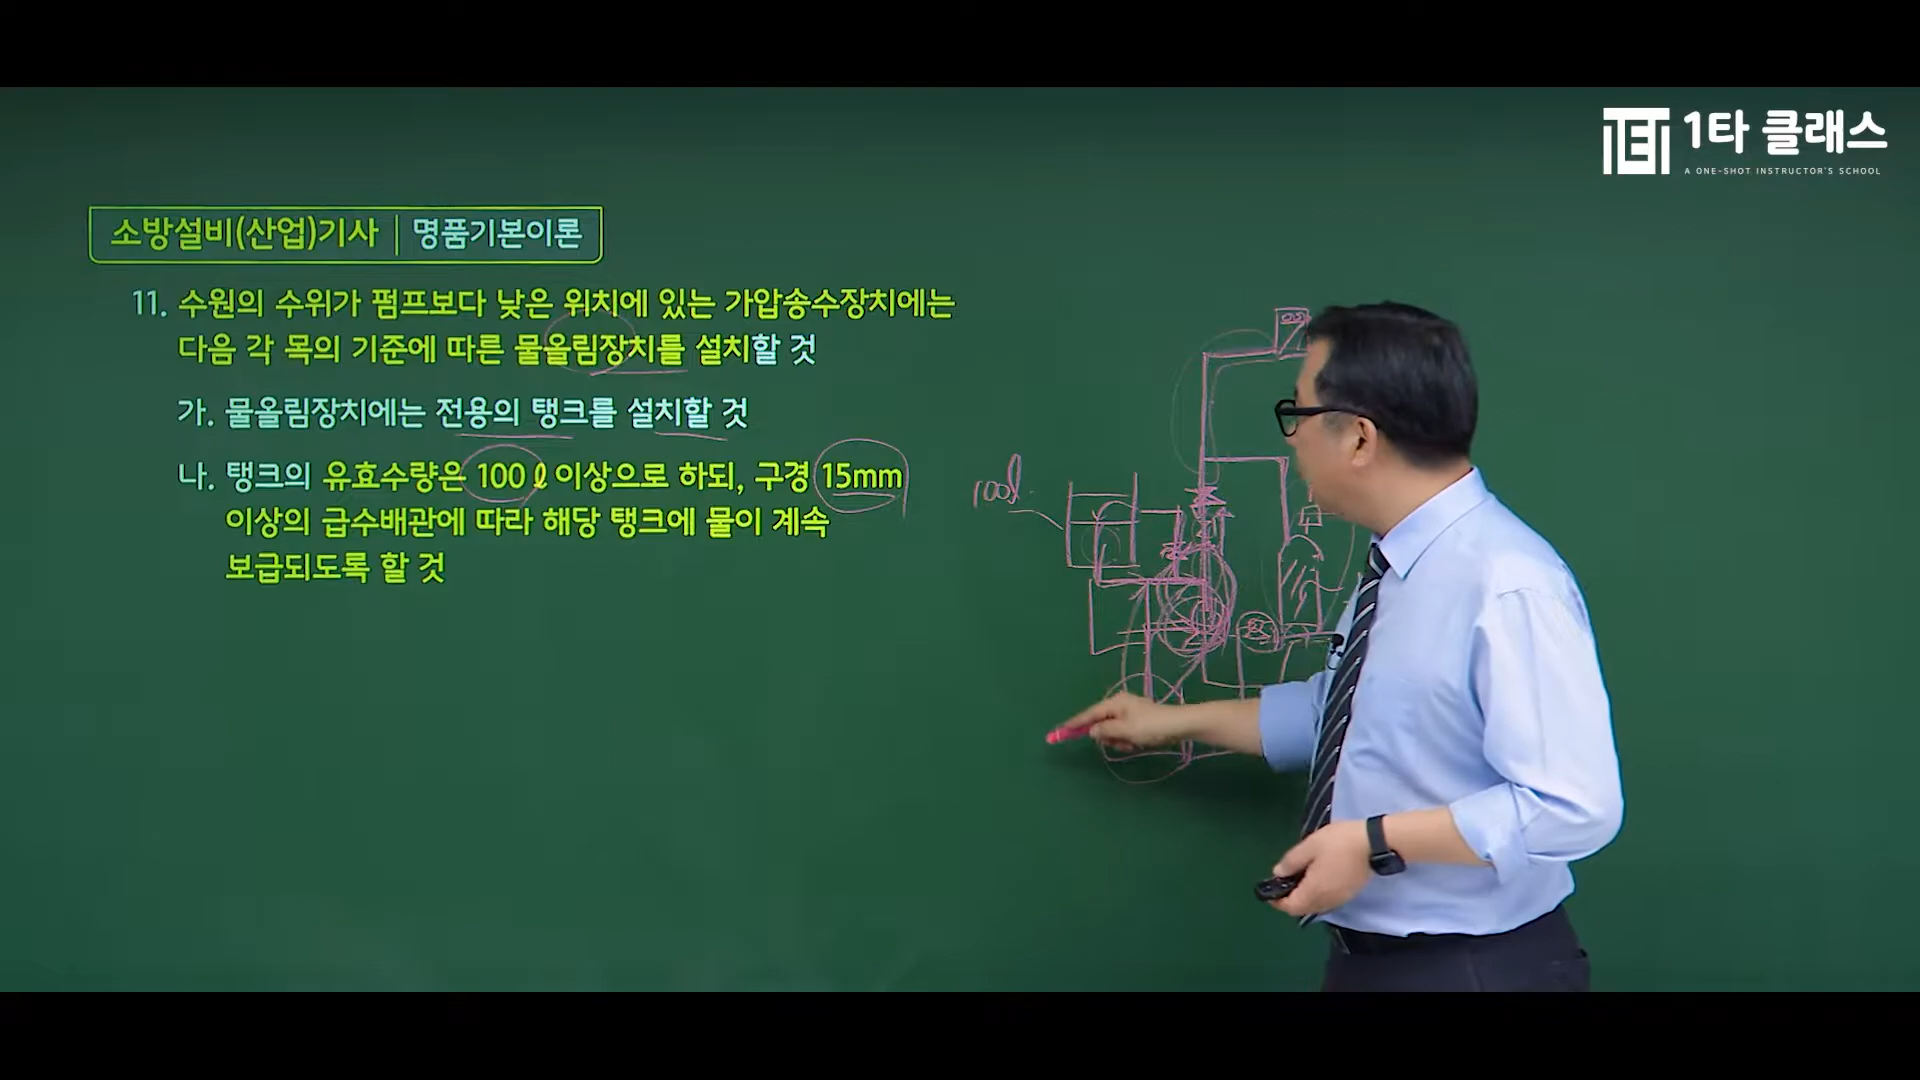 1타 클래스
A ONE-SHOT INSTRUCTOR'S SCHOOL
소방설비(산업)기사 | 명품기본이론
11. 수원의 수위가 펌프보다 낮은 위치에 있는 가압송수장치에는
다음 각 목의 기준에 따른 물올림장치를 설치할 것
가. 물올림장치에는 전용의 탱크를 설치할 것
나. 탱크의 유효수량은 100 ℓ 이상으로 하되, 구경 15mm
이상의 급수배관에 따라 해당 탱크에 물이 계속
보급되도록 할 것
100ℓ